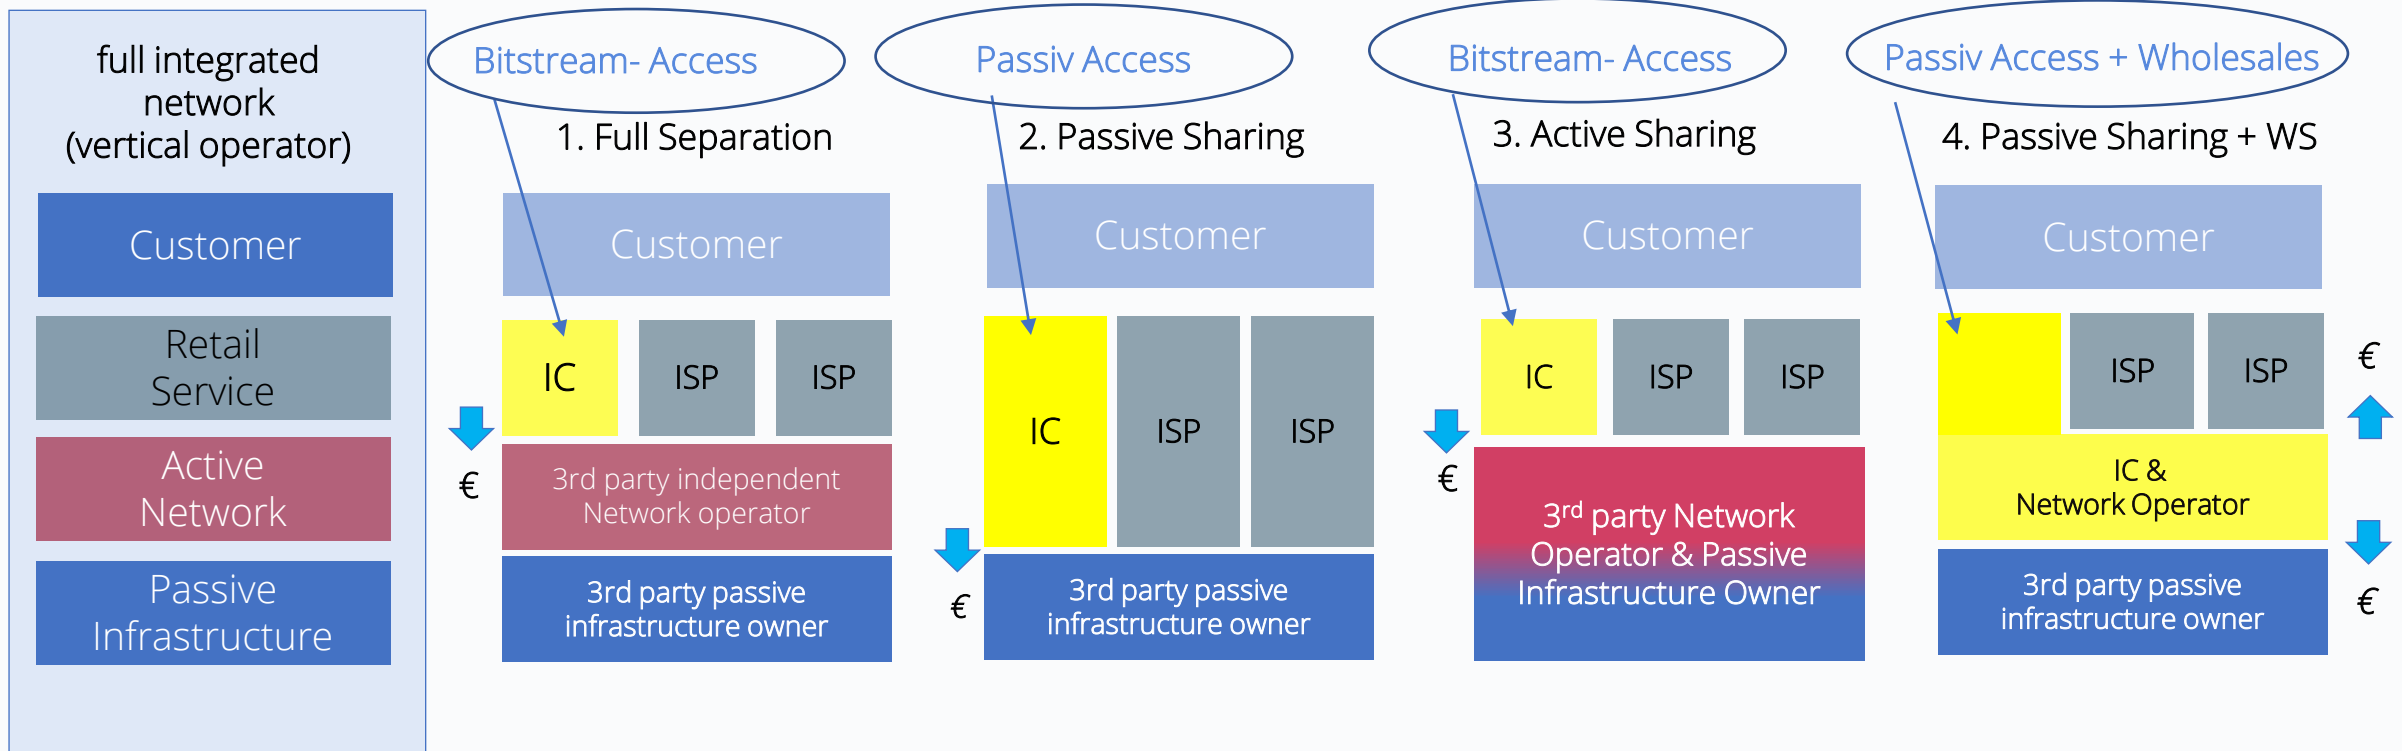 full integrated
network
(vertical operator)
Customer
Retail
Service
Active
Network
Passive
Infrastructure
Bitstream- Access
1. Full Separation
Customer
IC
ISP
ISP
€
3rd party independent
Network operator
3rd party passive
infrastructure owner
Passiv Access
2. Passive Sharing
Customer
IC
ISP
ISP
€
3rd party passive
infrastructure owner
Bitstream- Access
3. Active Sharing
Customer
IC
ISP
ISP
€
3rd party Network
Operator & Passive
Infrastructure Owner
Passiv Access + Wholesales
4. Passive Sharing + WS
Customer
ISP
ISP
€
IC &
Network Operator
3rd party passive
infrastructure owner
€